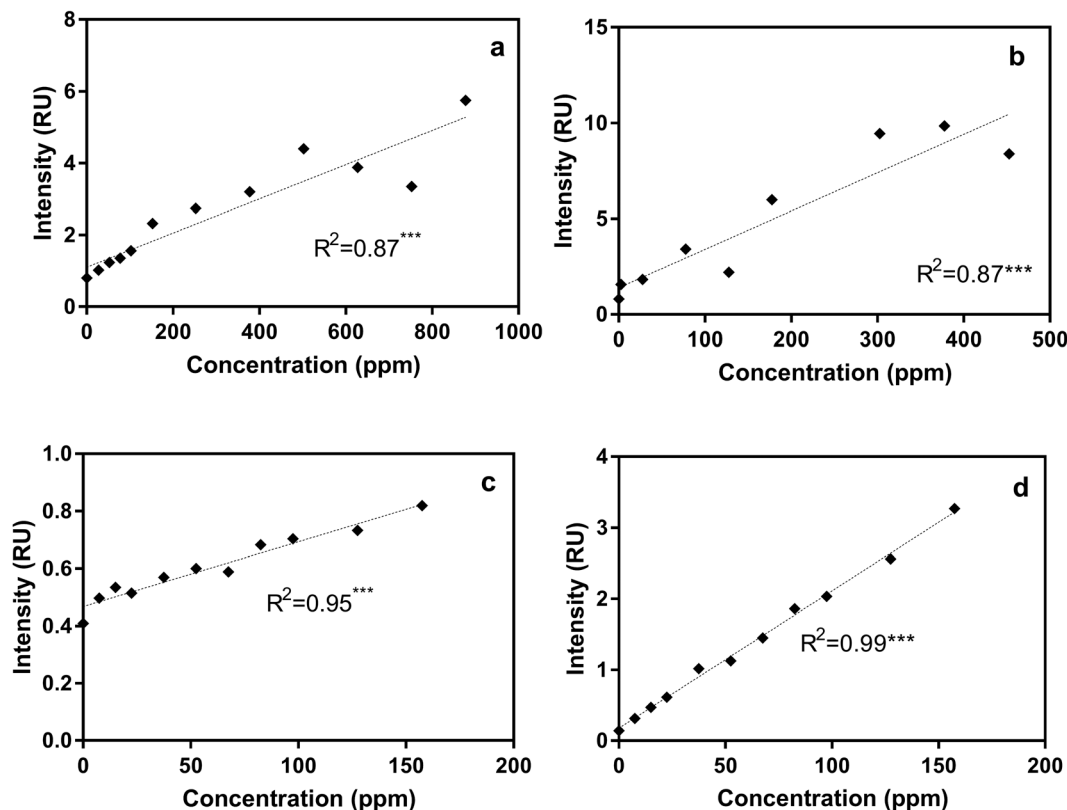 a
8
6
4
2
0
Intensity (RU)
R²=0.87***
0 200 400 600 800 1000
Concentration (ppm)
b
15
10
5
0
Intensity (RU)
R²=0.87***
0 100 200 300 400 500
Concentration (ppm)
c
1.0
0.8
0.6
0.4
0.2
0.0
Intensity (RU)
R²=0.95***
0 50 100 150 200
Concentration (ppm)
d
4
3
2
1
0
Intensity (RU)
R²=0.99***
0 50 100 150 200
Concentration (ppm)